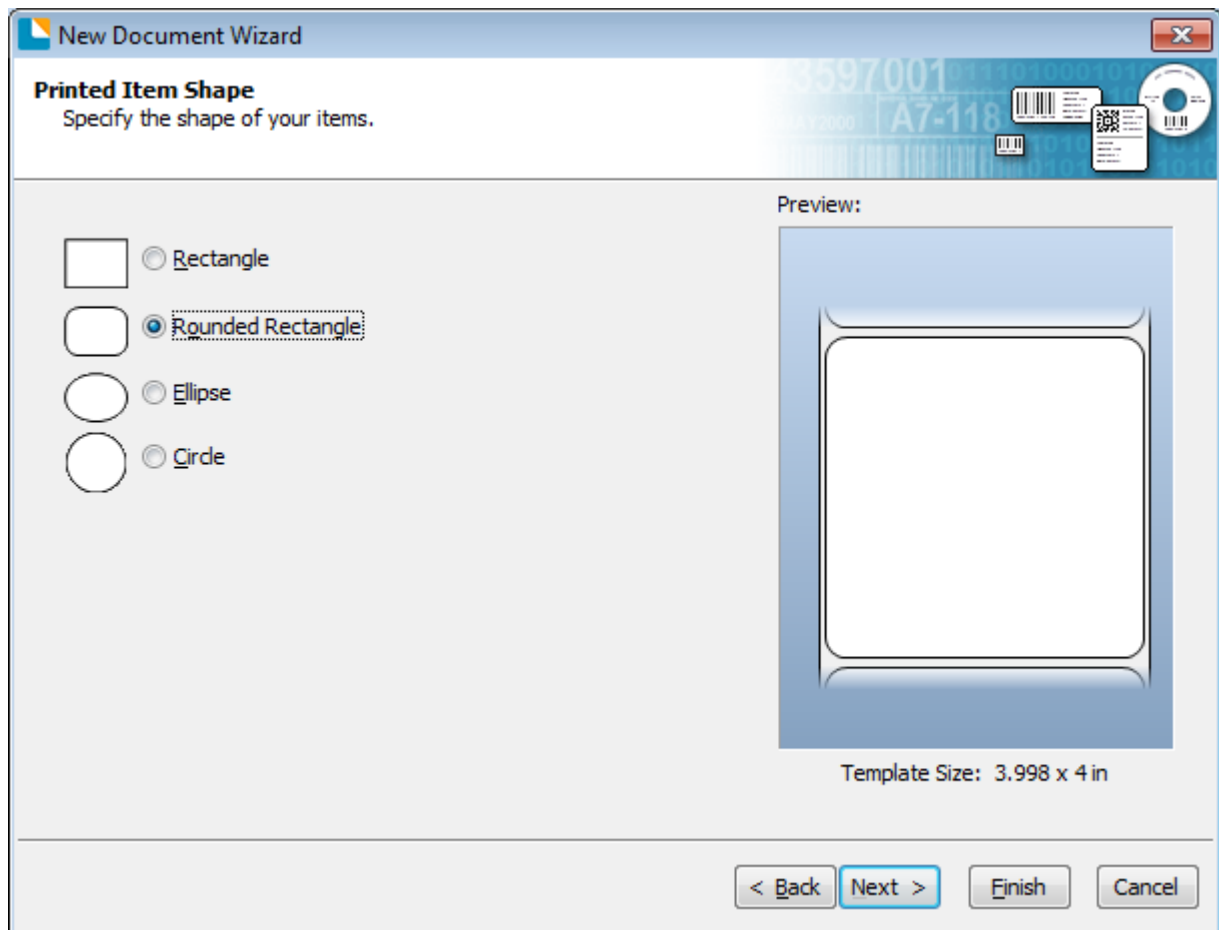 New Document Wizard
Printed Item Shape
Specify the shape of your items.
43597001
A7-118
Preview:
Rectangle
Rounded Rectangle
Ellipse
Circle
Template Size: 3.998 x 4 in
< Back
Next >
Finish
Cancel